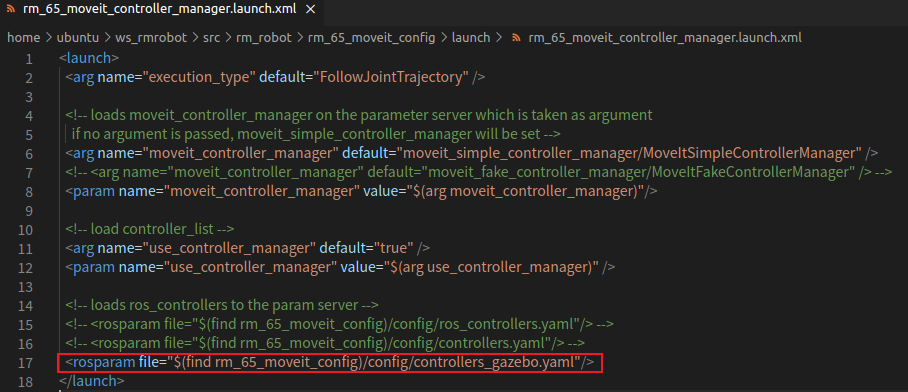 rm_65_moveit_controller_manager.launch.xml ×
home > ubuntu > ws_rmrobot > src > rm_robot > rm_65_moveit_config > launch > rm_65_moveit_controller_manager.launch.xml
1 <launch>
2 <arg name="execution_type" default="FollowJointTrajectory" />
3
4 <!-- loads moveit_controller_manager on the parameter server which is taken as argument
5 if no argument is passed, moveit_simple_controller_manager will be set -->
6 <arg name="moveit_controller_manager" default="moveit_simple_controller_manager/MoveItSimpleControllerManager" />
7 <!-- <arg name="moveit_controller_manager" default="moveit_fake_controller_manager/MoveItFakeControllerManager" /> -->
8 <param name="moveit_controller_manager" value="$(arg moveit_controller_manager)"/>
9
10 <!-- load controller_list -->
11 <arg name="use_controller_manager" default="true" />
12 <param name="use_controller_manager" value="$(arg use_controller_manager)" />
13
14 <!-- loads ros_controllers to the param server -->
15 <!-- <rosparam file="$(find rm_65_moveit_config)/config/ros_controllers.yaml"/> -->
16 <!-- <rosparam file="$(find rm_65_moveit_config)/config/controllers.yaml"/> -->
17 <rosparam file="$(find rm_65_moveit_config)/config/controllers_gazebo.yaml"/>
18 </launch>